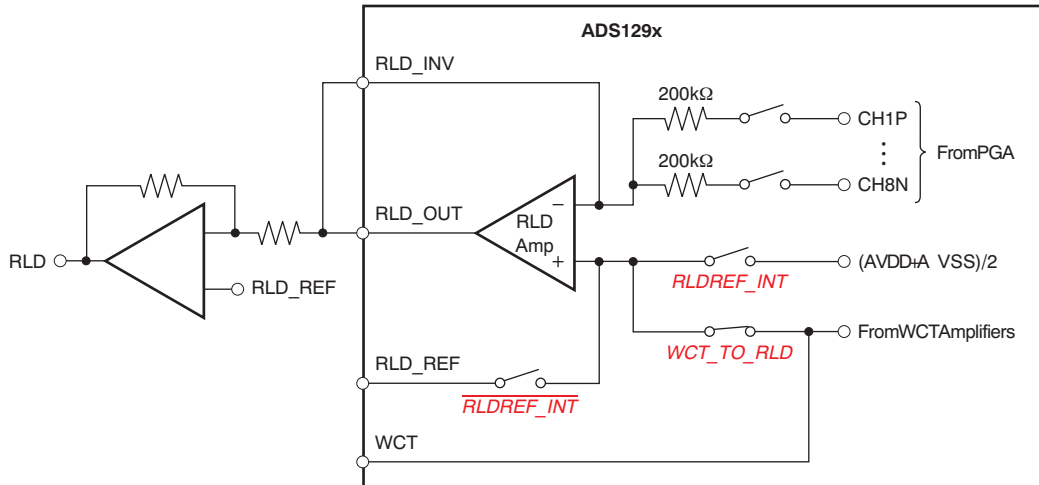 ADS129x
RLD_INV
200kΩ
CH1P
200kΩ
FromPGA
CH8N
RLD_OUT
RLD
Amp
−
+
RLD
RLD_REF
(AVDD+A VSS)/2
RLDREF_INT
FromWCTAmplifiers
WCT_TO_RLD
RLD_REF
RLDREF_INT
WCT